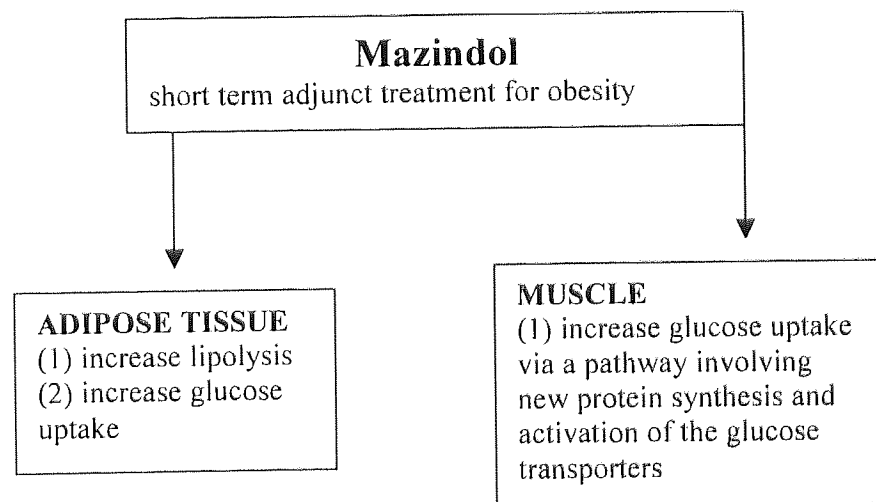 Mazindol
short term adjunct treatment for obesity
ADIPOSE TISSUE
(1) increase lipolysis
(2) increase glucose
uptake
MUSCLE
(1) increase glucose uptake
via a pathway involving
new protein synthesis and
activation of the glucose
transporters